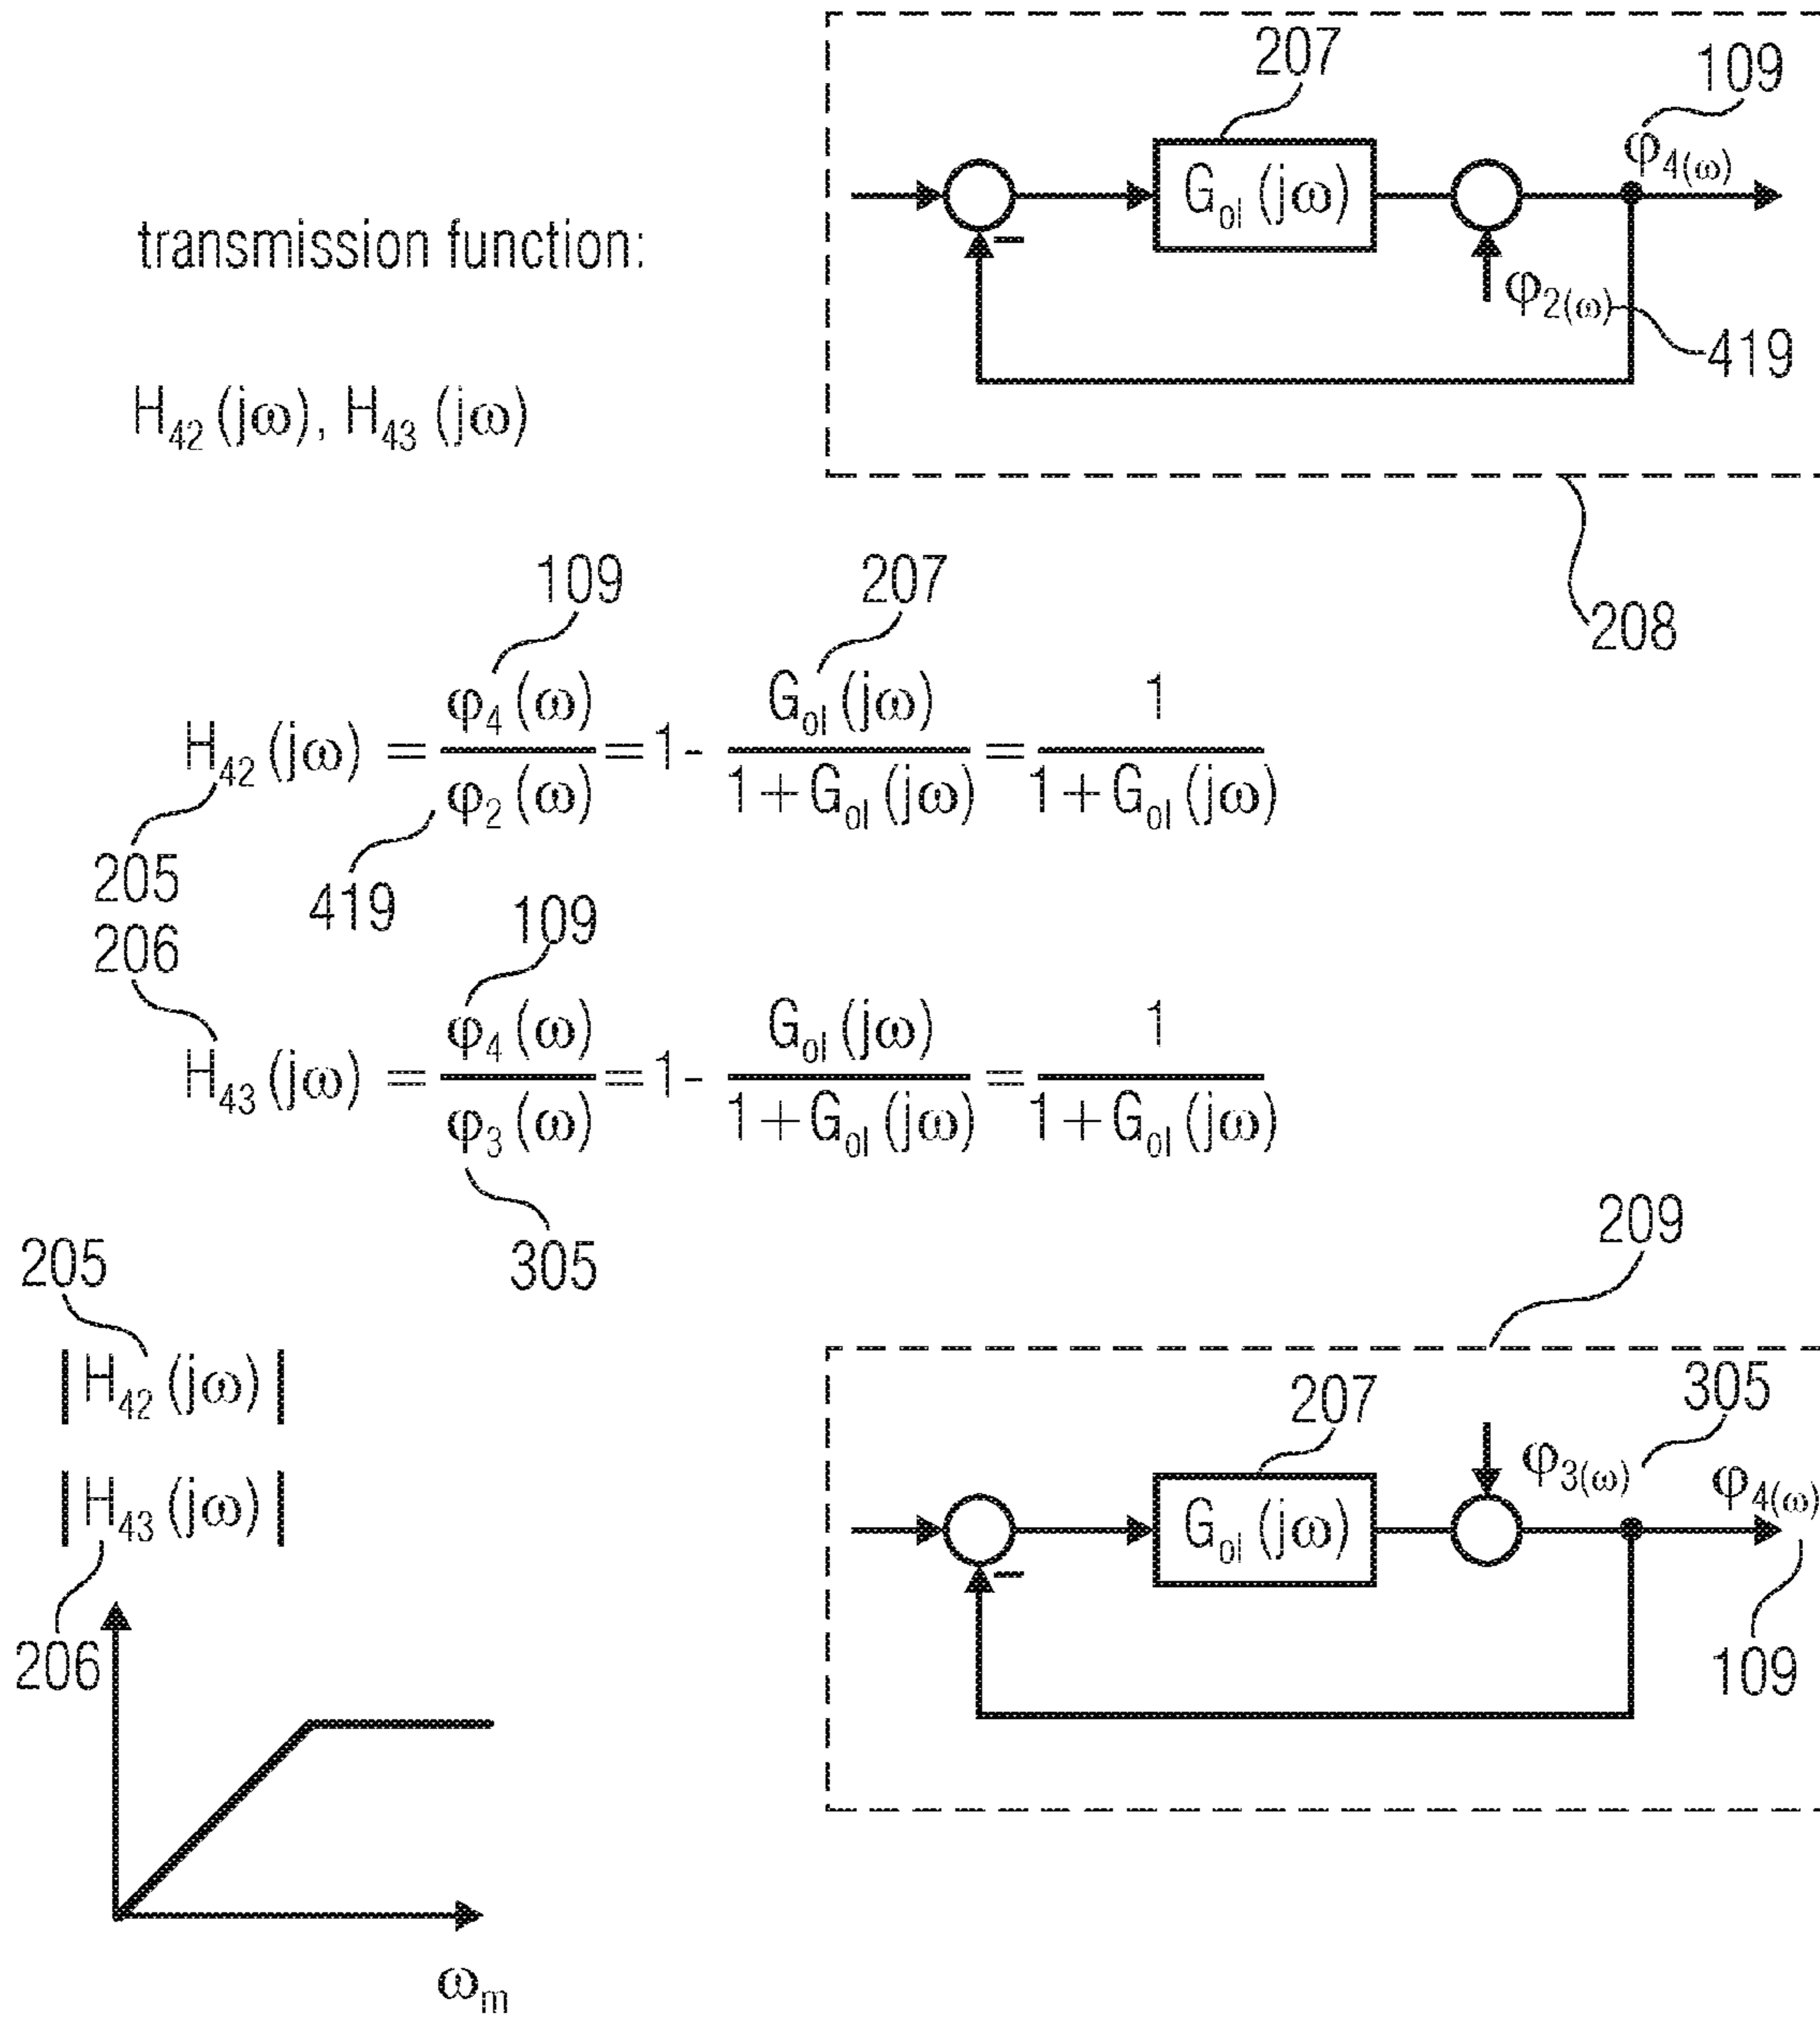 207
109
φ4(ω)
Gol (jω)
transmission function:
–
φ2(ω)
419
H42 (jω), H43 (jω)
208
109
207
H42 (jω) = φ4 (ω) / φ2 (ω) = 1 - Gol (jω) / 1 + Gol (jω) = 1 / 1 + Gol (jω)
205
419
206
109
H43 (jω) = φ4 (ω) / φ3 (ω) = 1 - Gol (jω) / 1 + Gol (jω) = 1 / 1 + Gol (jω)
305
209
205
|H42 (jω)|
207
305
φ3(ω)
φ4(ω)
|H43 (jω)|
Gol (jω)
–
206
109
ωm